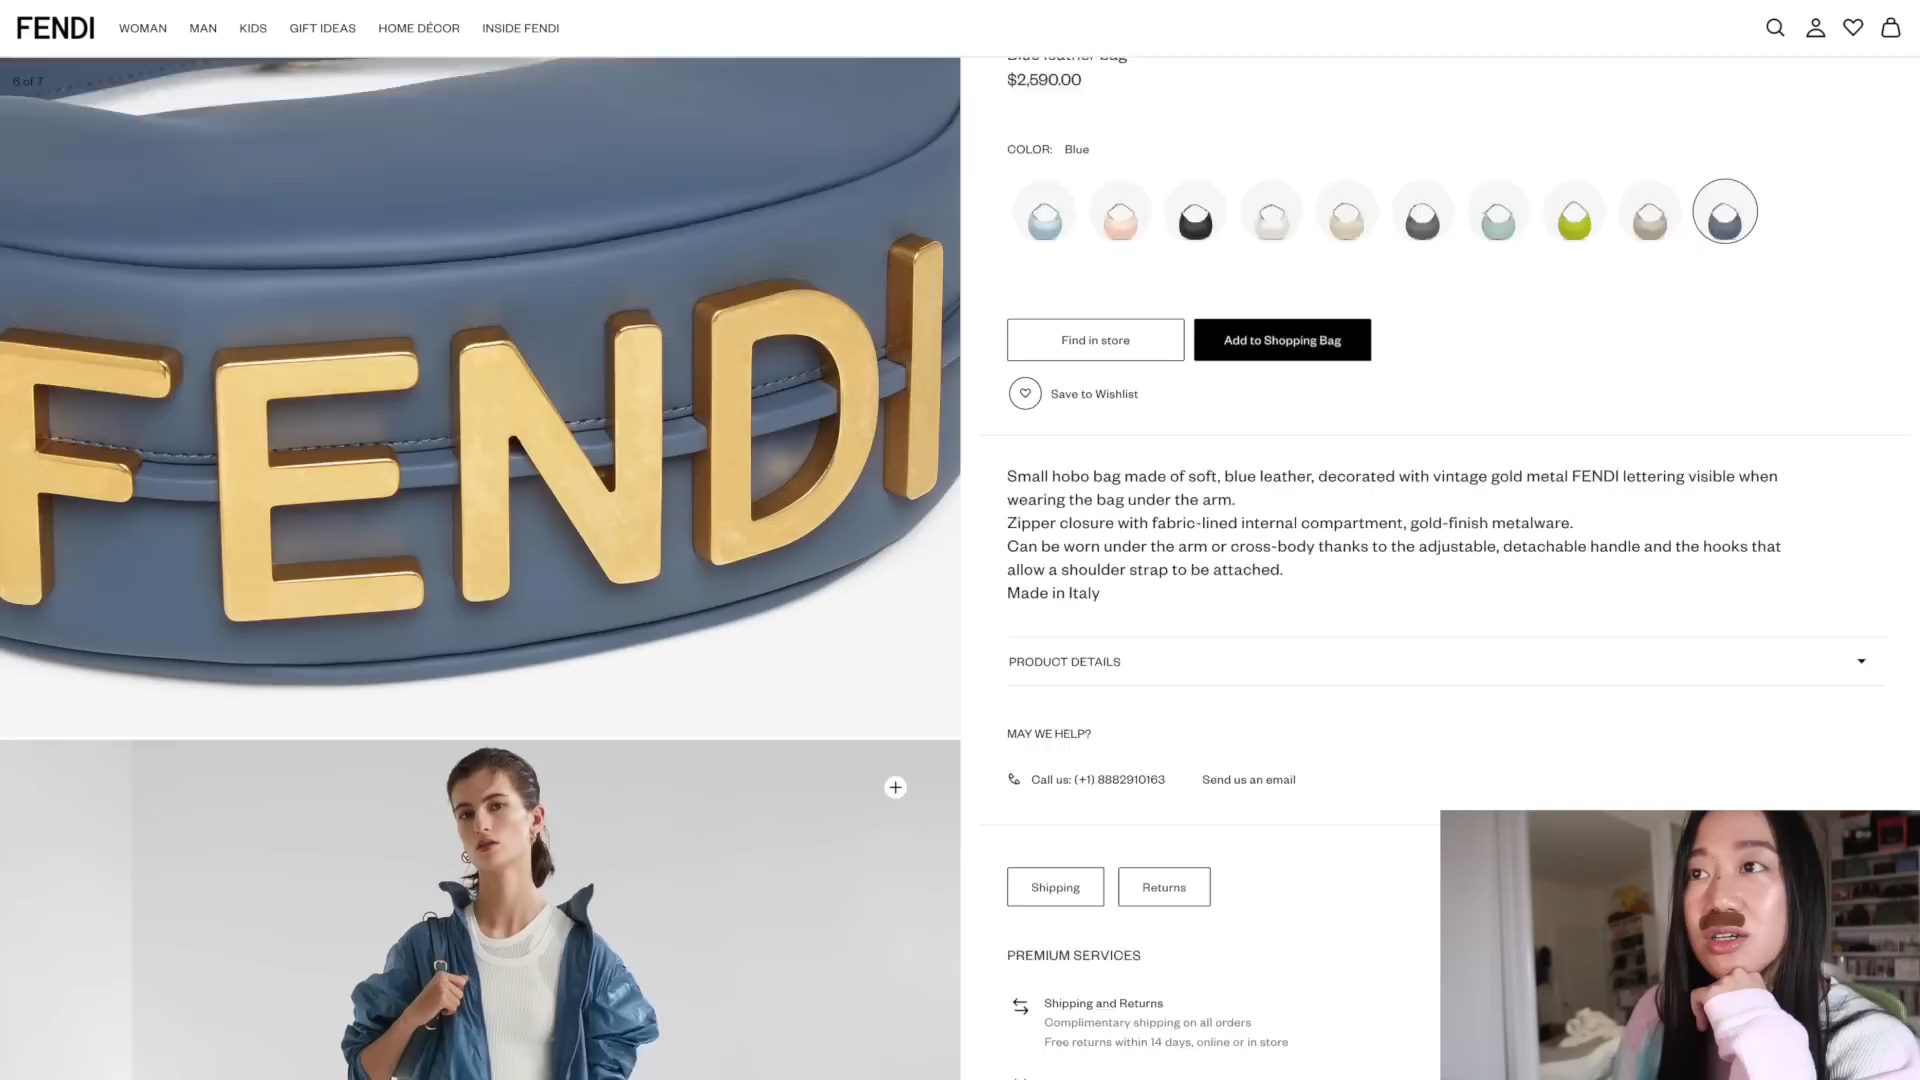 FENDI
WOMAN
MAN
KIDS
GIFT IDEAS
HOME DÉCOR
INSIDE FENDI
6 of 7
FENDI
Blue leather bag
$2,590.00
COLOR: Blue
Find in store
Add to Shopping Bag
Save to Wishlist
Small hobo bag made of soft, blue leather, decorated with vintage gold metal FENDI lettering visible when
wearing the bag under the arm.
Zipper closure with fabric-lined internal compartment, gold-finish metalware.
Can be worn under the arm or cross-body thanks to the adjustable, detachable handle and the hooks that
allow a shoulder strap to be attached.
Made in Italy
PRODUCT DETAILS
MAY WE HELP?
Call us: (+1) 8882910163
Send us an email
Shipping
Returns
PREMIUM SERVICES
Shipping and Returns
Complimentary shipping on all orders
Free returns within 14 days, online or in store